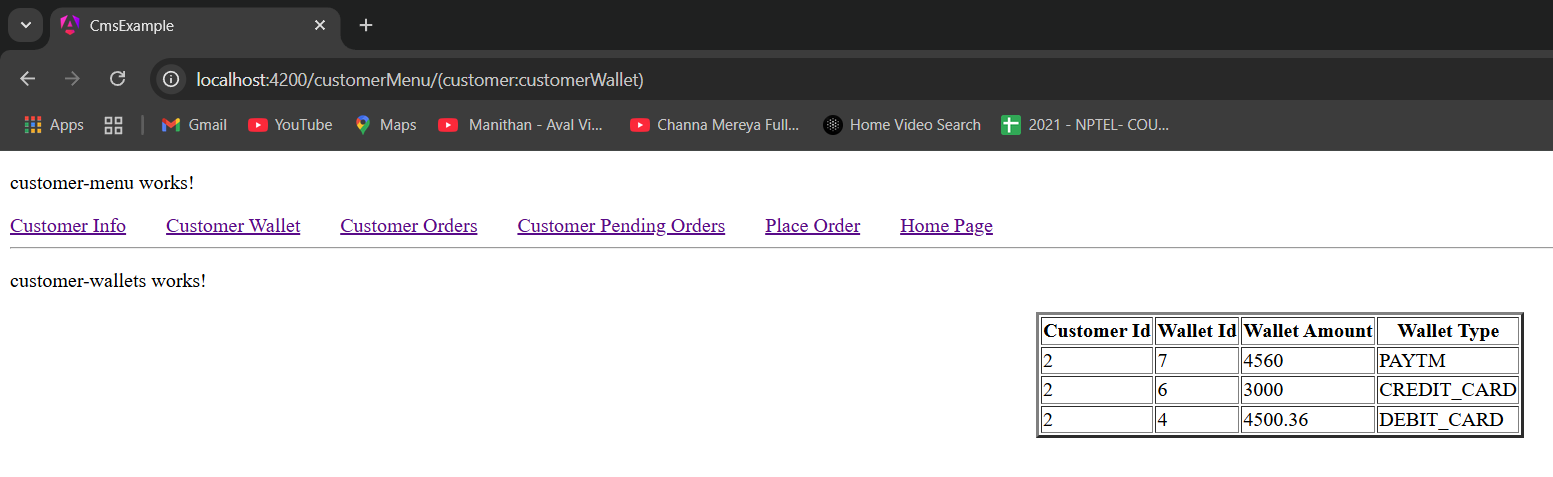 CmsExample
localhost:4200/customerMenu/(customer:customerWallet)
Apps Gmail YouTube Maps Manithan - Aval Vi... Channa Mereya Full... Home Video Search 2021 - NPTEL- COU...
customer-menu works!
Customer Info Customer Wallet Customer Orders Customer Pending Orders Place Order Home Page
customer-wallets works!
Customer Id Wallet Id Wallet Amount Wallet Type
2 7 4560 PAYTM
2 6 3000 CREDIT_CARD
2 4 4500.36 DEBIT_CARD